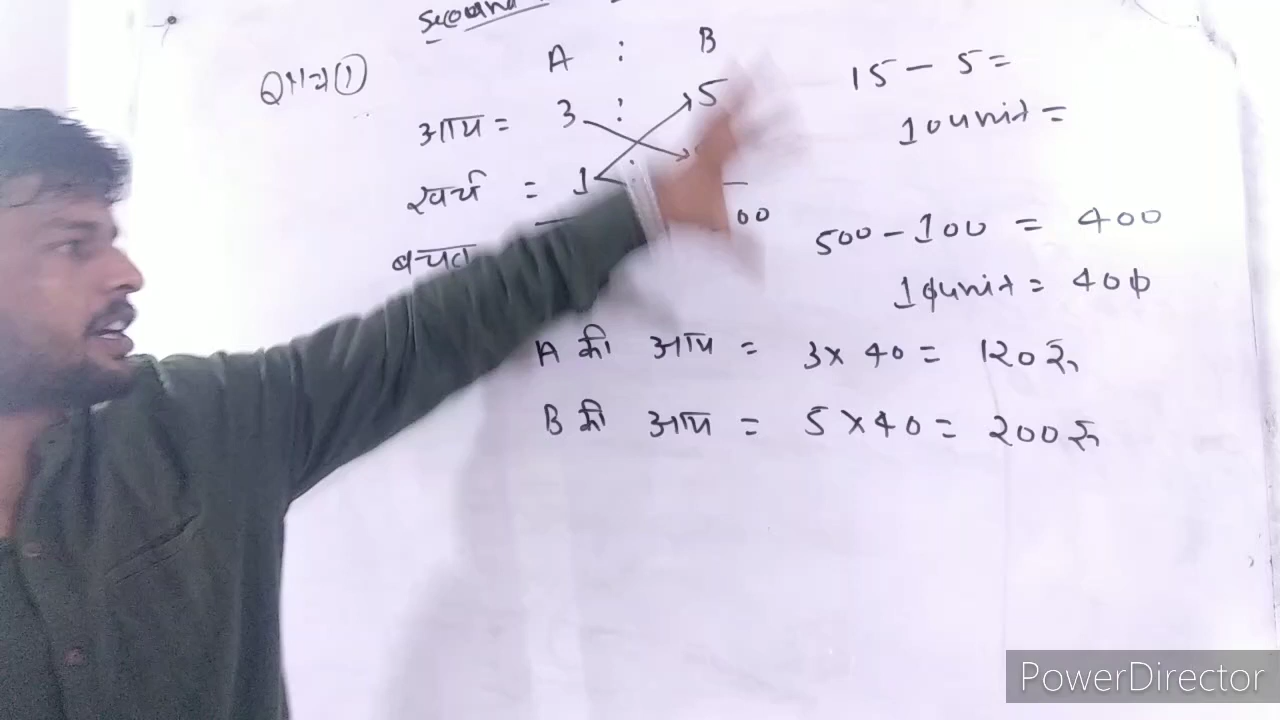 Second
A : B
प्रश्न ①
आय = 3 : 5
खर्च = 1 :
00
बचत
15 - 5 =
10 unit =
500 - 100 = 400
10 unit = 400
A की आय = 3 x 40 = 120 रु
B की आय = 5 x 40 = 200 रु
PowerDirector